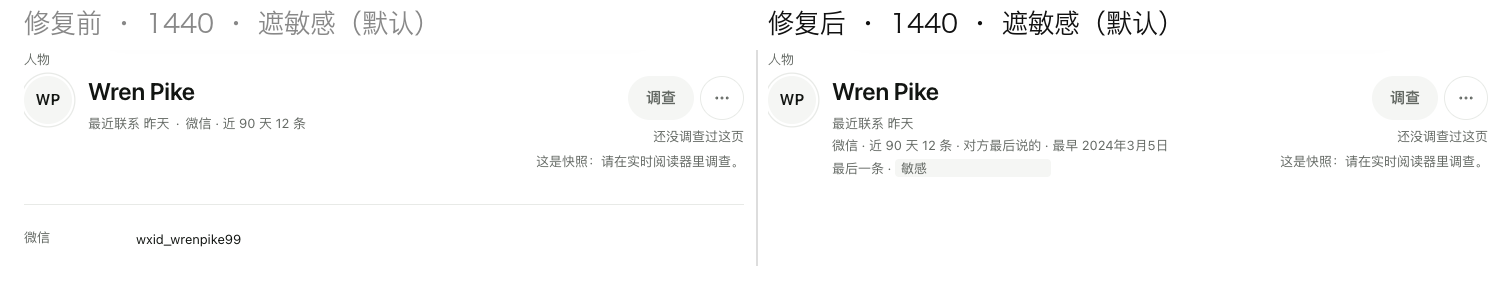 修复前 · 1440 · 遮敏感（默认）
人物
WP
Wren Pike
最近联系 昨天 · 微信 · 近 90 天 12 条
调查
···
还没调查过这页
这是快照：请在实时阅读器里调查。
微信
wxid_wrenpike99
修复后 · 1440 · 遮敏感（默认）
人物
WP
Wren Pike
最近联系 昨天
微信 · 近 90 天 12 条 · 对方最后说的 · 最早 2024年3月5日
最后一条 · 敏感
调查
···
还没调查过这页
这是快照：请在实时阅读器里调查。